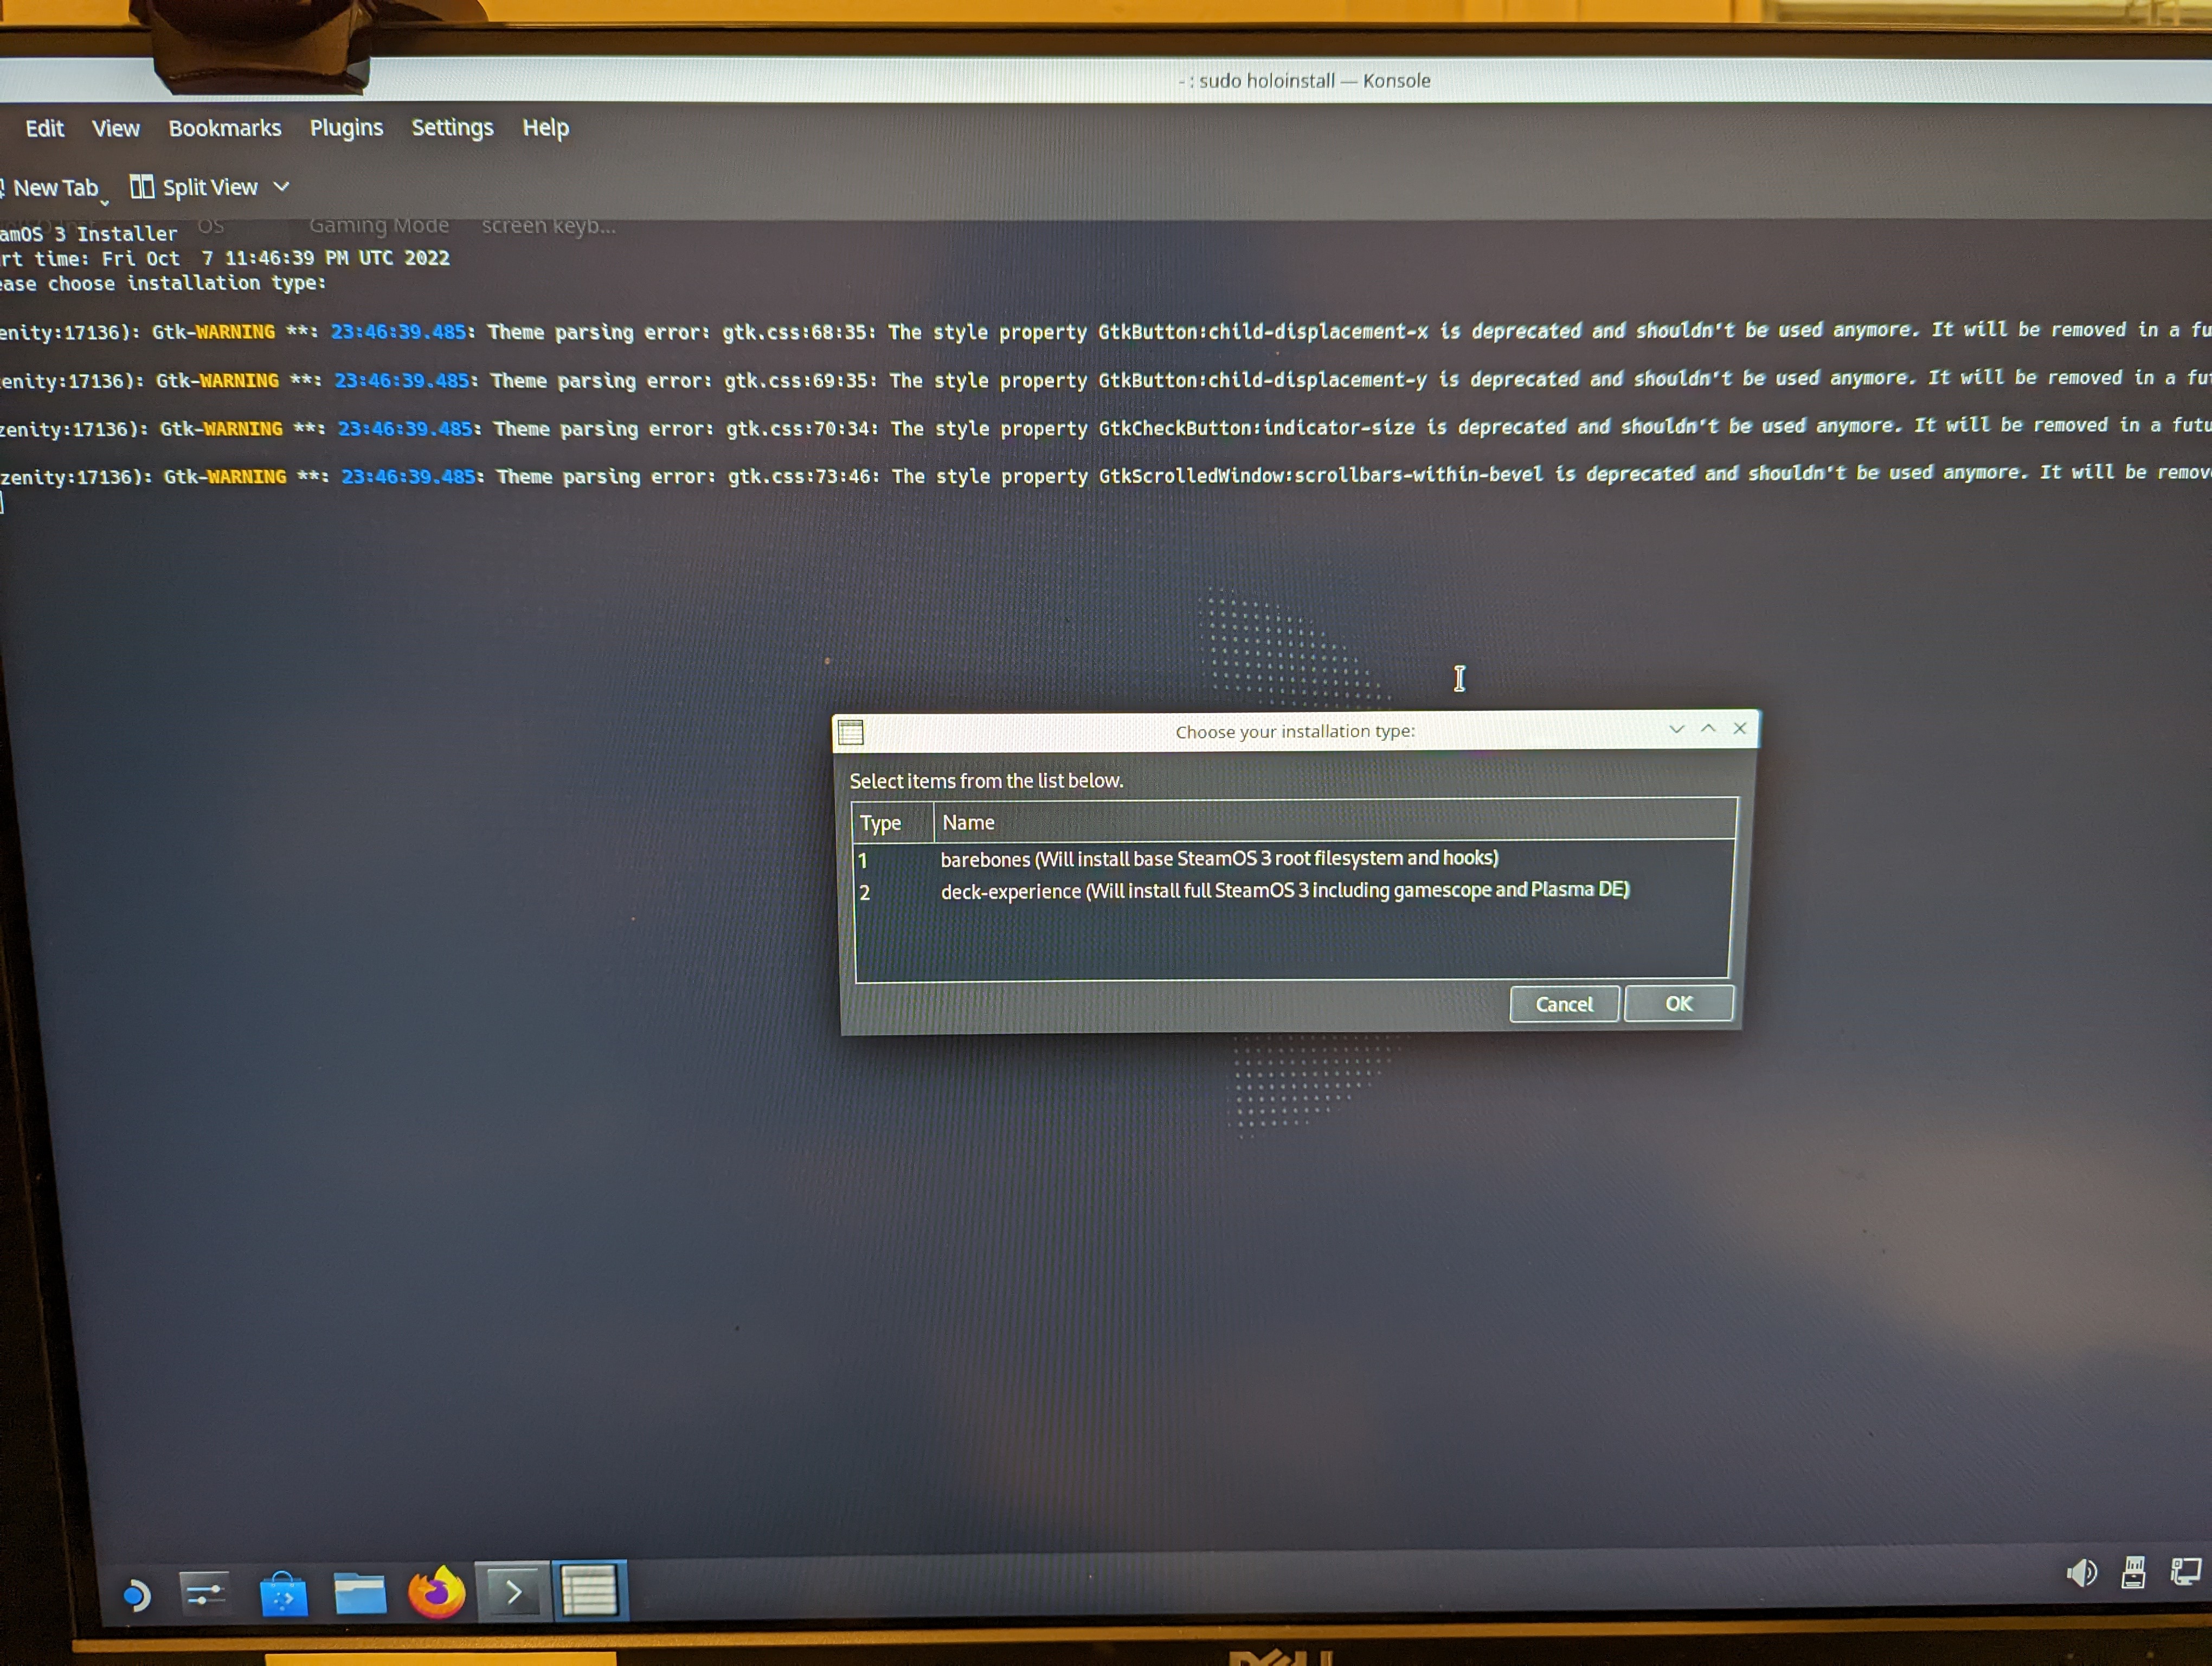 - : sudo holoinstall — Konsole
Edit View Bookmarks Plugins Settings Help
New Tab Split View
OS Gaming Mode screen keyb...
amOS 3 Installer
rt time: Fri Oct 7 11:46:39 PM UTC 2022
ease choose installation type:
enity:17136): Gtk-WARNING **: 23:46:39.485: Theme parsing error: gtk.css:68:35: The style property GtkButton:child-displacement-x is deprecated and shouldn't be used anymore. It will be removed in a fu
enity:17136): Gtk-WARNING **: 23:46:39.485: Theme parsing error: gtk.css:69:35: The style property GtkButton:child-displacement-y is deprecated and shouldn't be used anymore. It will be removed in a fu
zenity:17136): Gtk-WARNING **: 23:46:39.485: Theme parsing error: gtk.css:70:34: The style property GtkCheckButton:indicator-size is deprecated and shouldn't be used anymore. It will be removed in a futu
zenity:17136): Gtk-WARNING **: 23:46:39.485: Theme parsing error: gtk.css:73:46: The style property GtkScrolledWindow:scrollbars-within-bevel is deprecated and shouldn't be used anymore. It will be remov
Choose your installation type:
Select items from the list below.
Type Name
1 barebones (Will install base SteamOS 3 root filesystem and hooks)
2 deck-experience (Will install full SteamOS 3 including gamescope and Plasma DE)
Cancel OK
DELL